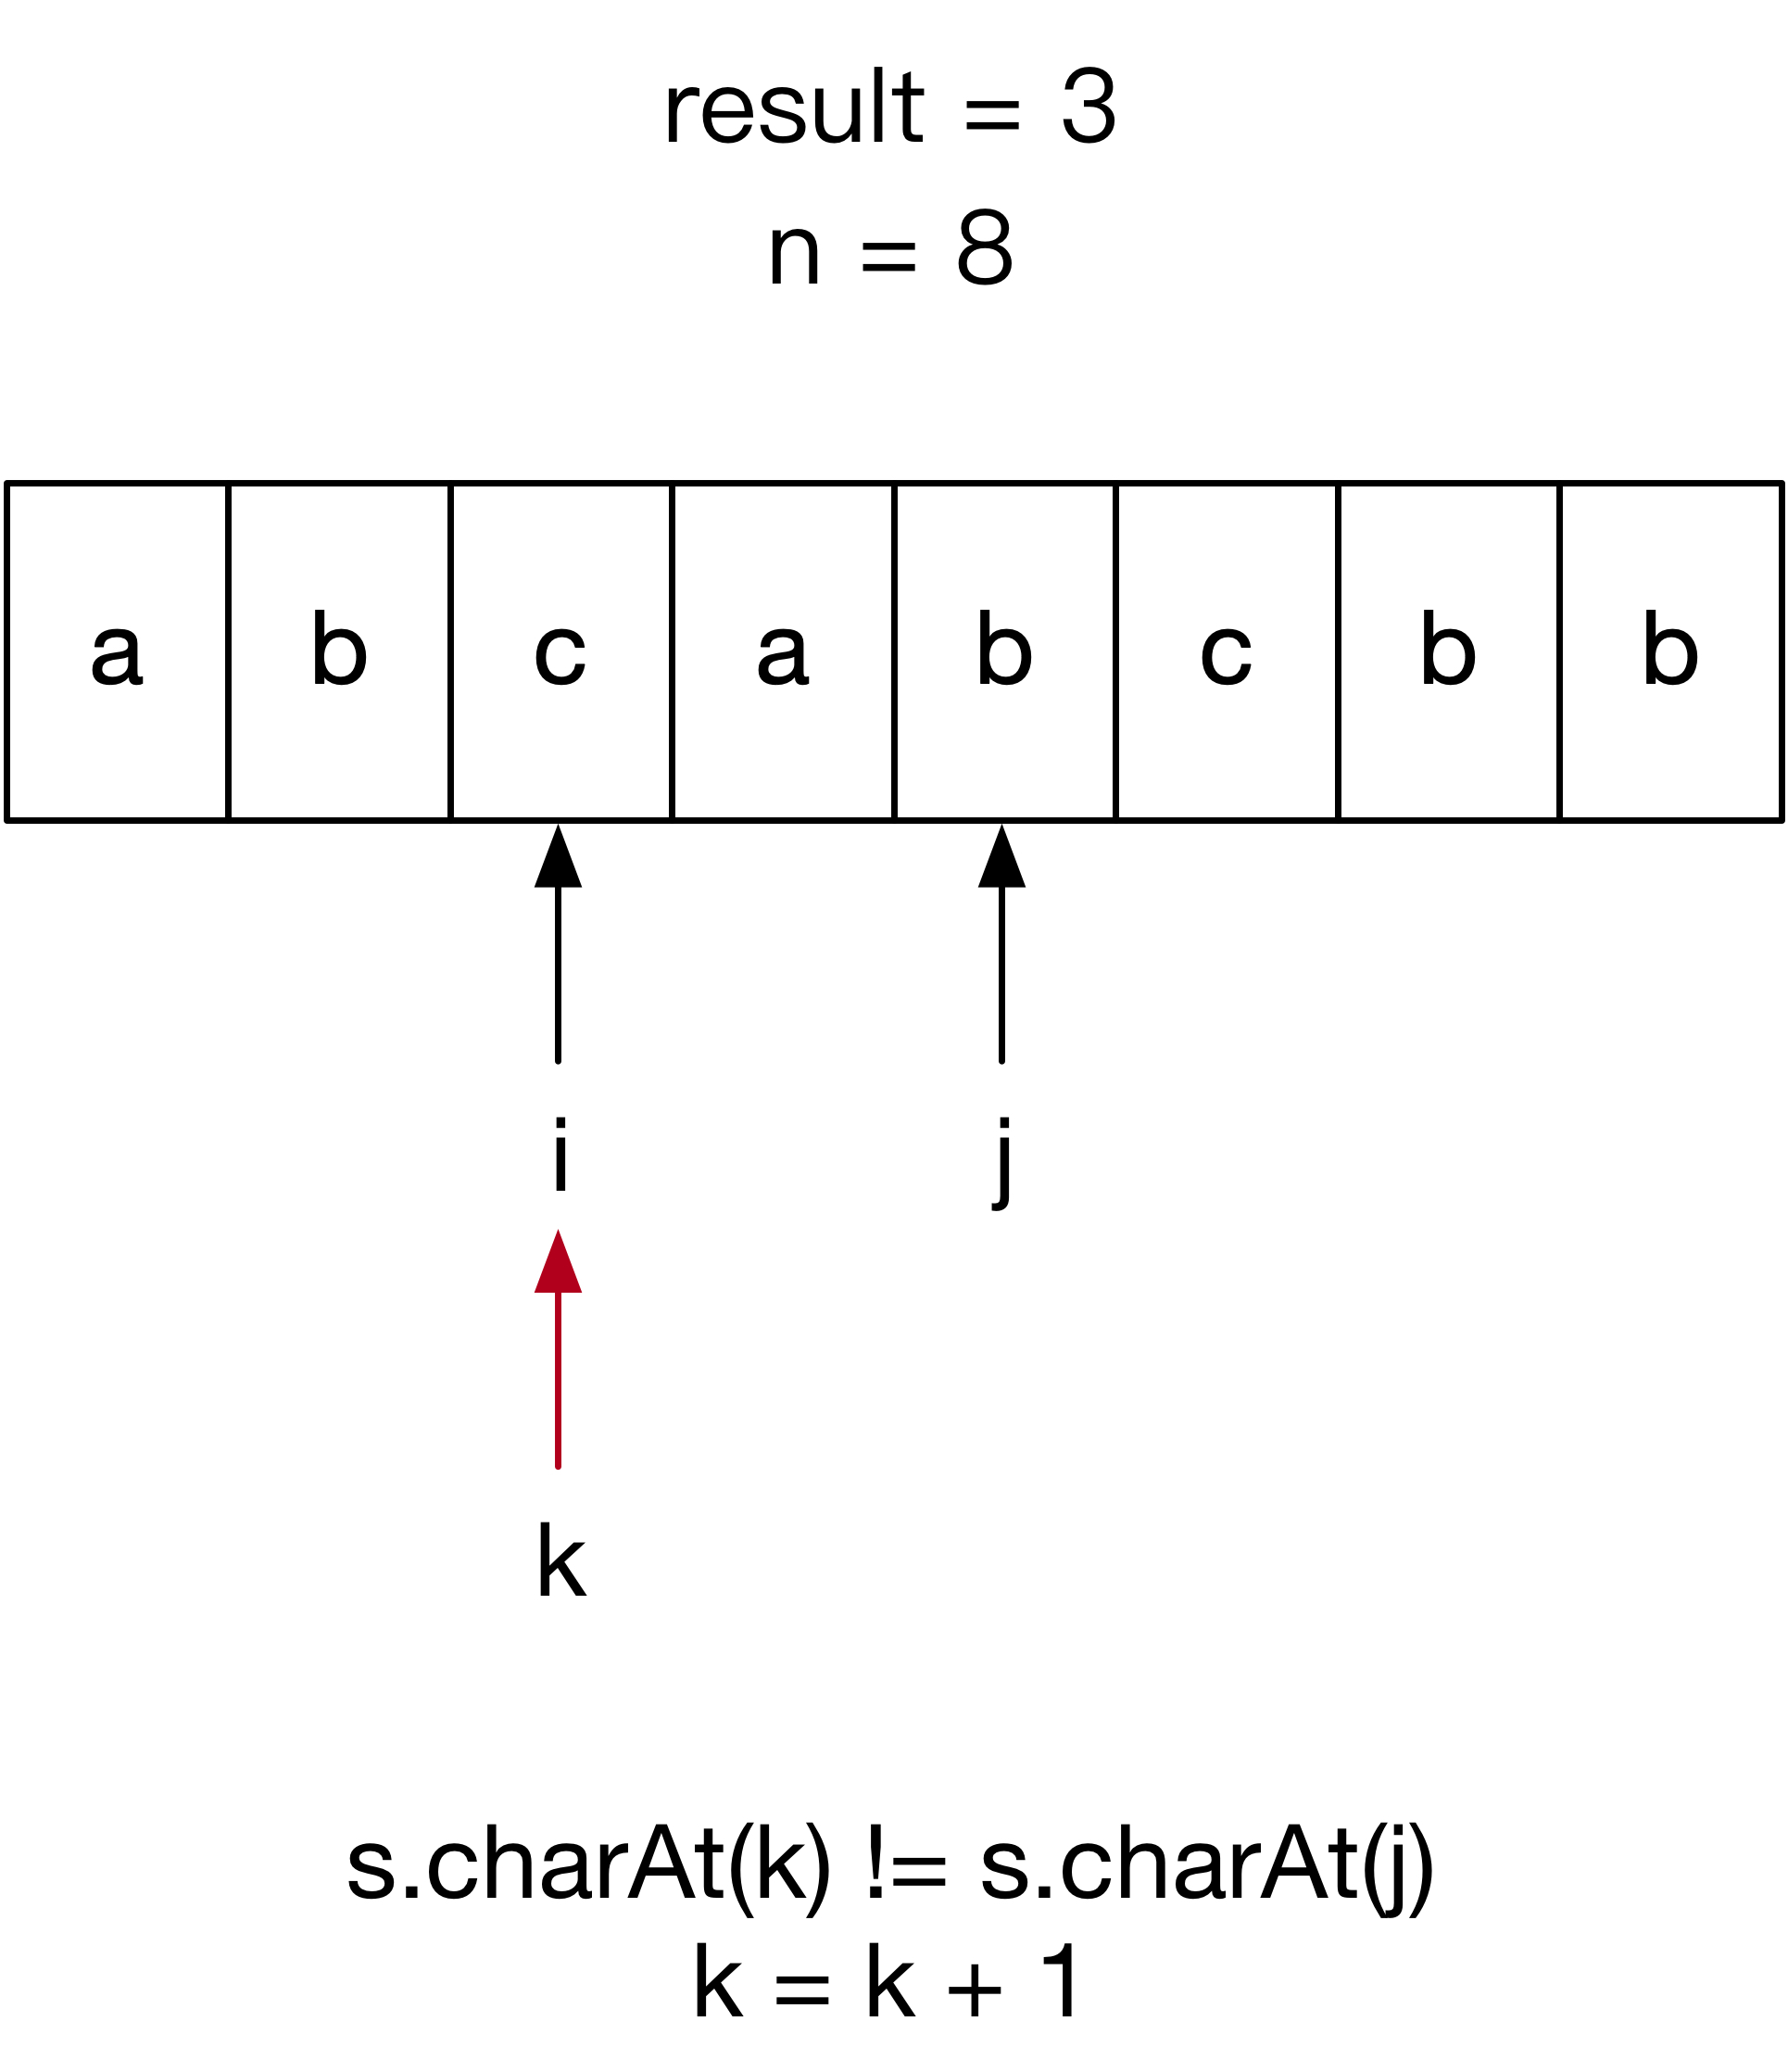 result = 3
n = 8
a b c a b c b b
i j
k
s.charAt(k) != s.charAt(j)
k = k + 1